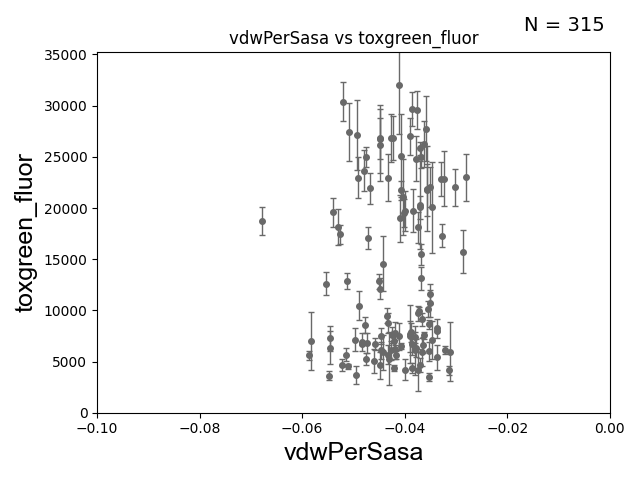 N = 315
vdwPerSasa vs toxgreen_fluor
35000
30000
25000
20000
15000
10000
5000
0
toxgreen_fluor
−0.10 −0.08 −0.06 −0.04 −0.02 0.00
vdwPerSasa